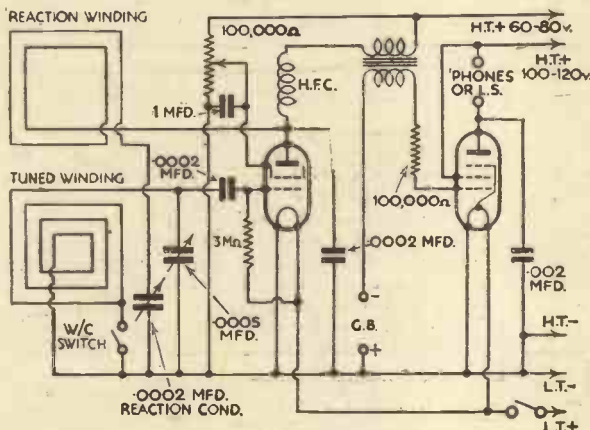 REACTION WINDING
100,000Ω
H.T.+ 60-80v.
H.T.+
100-120v.
'PHONES
OR L.S.
H.F.C.
1 MFD.
·0002
MFD.
TUNED WINDING
100,000Ω
3MΩ
·0002 MFD.
·002
MFD.
·0005
MFD.
W/C
SWITCH
-
G.B.
+
H.T.-
L.T.-
·0002 MFD.
REACTION COND.
L.T.+